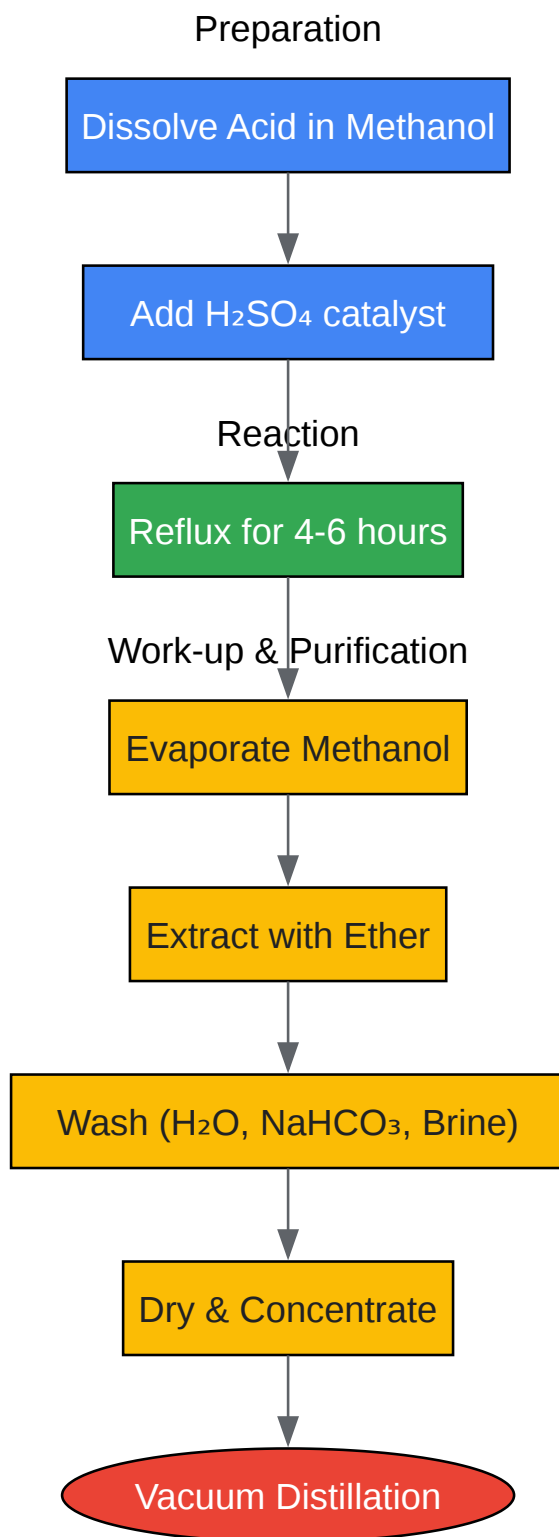 Preparation
Dissolve Acid in Methanol
Add H₂SO₄ catalyst
Reaction
Reflux for 4-6 hours
Work-up & Purification
Evaporate Methanol
Extract with Ether
Wash (H₂O, NaHCO₃, Brine)
Dry & Concentrate
Vacuum Distillation